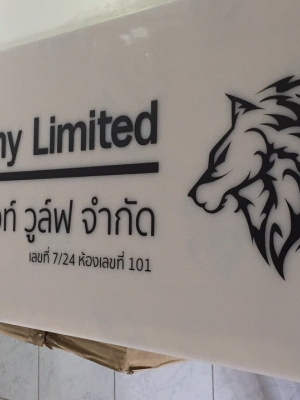 ny Limited
วท์ วูล์ฟ จำกัด
เลขที่ 7/24 ห้องเลขที่ 101